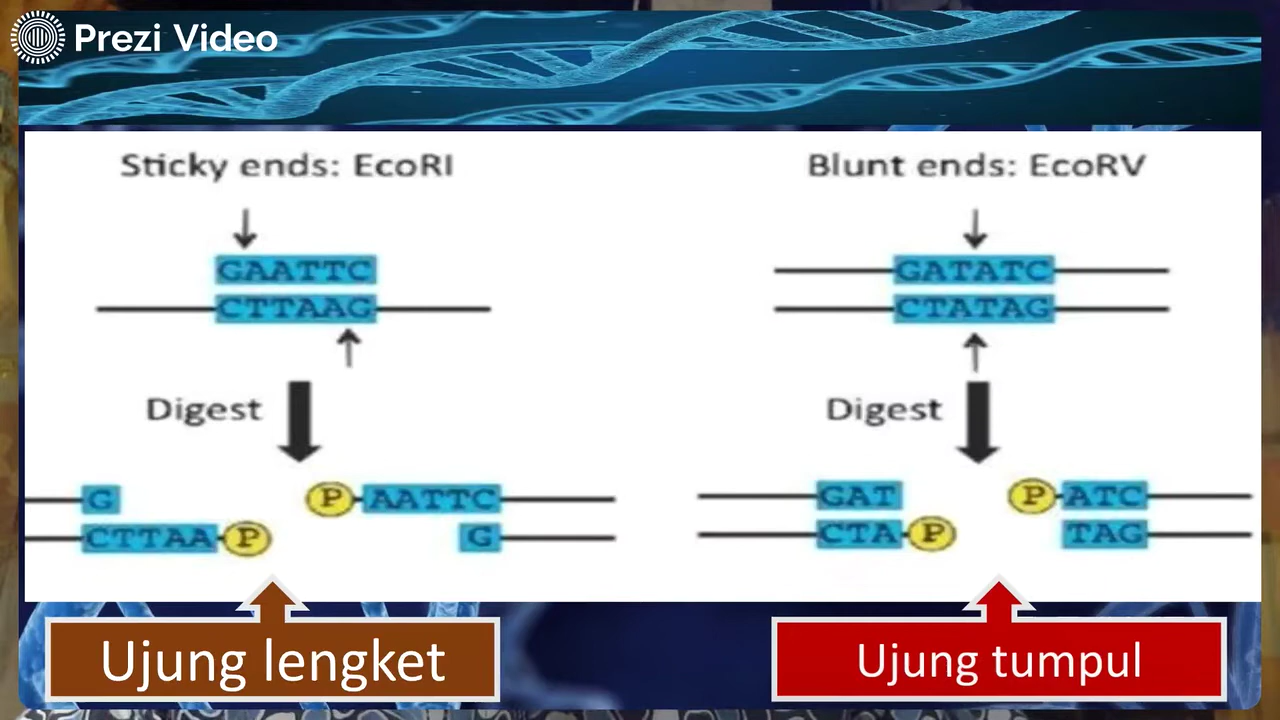 Prezi Video
Sticky ends: EcoRI
GAATTC
CTTAAG
Digest
G
P AATTC
CTTAA P
G
Blunt ends: EcoRV
GATATC
CTATAG
Digest
GAT
P ATC
CTA P
TAG
Ujung lengket
Ujung tumpul